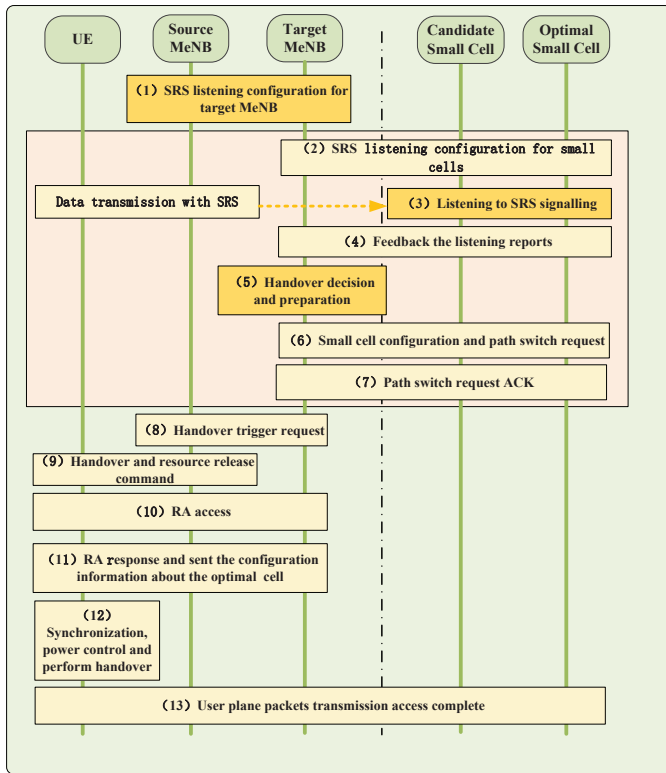 UE
Source
MeNB
Target
MeNB
Candidate
Small Cell
Optimal
Small Cell
(1) SRS listening configuration for
target MeNB
(2) SRS listening configuration for small
cells
Data transmission with SRS
(3) Listening to SRS signalling
(4) Feedback the listening reports
(5) Handover decision
and preparation
(6) Small cell configuration and path switch request
(7) Path switch request ACK
(8) Handover trigger request
(9) Handover and resource release
command
(10) RA access
(11) RA response and sent the configuration
information about the optimal cell
(12)
Synchronization,
power control and
perform handover
(13) User plane packets transmission access complete